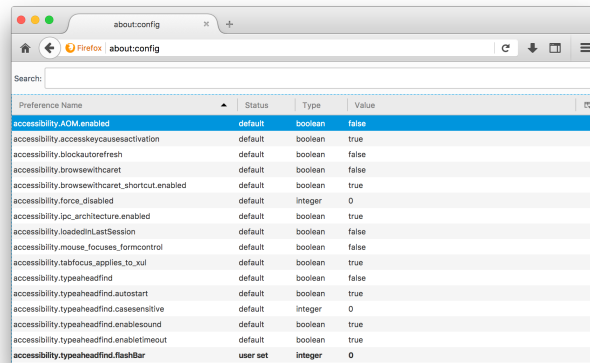 about:config
Firefox about:config
Search:
Preference Name Status Type Value
accessibility.AOM.enabled default boolean false
accessibility.accesskeycausesactivation default boolean true
accessibility.blockautorefresh default boolean false
accessibility.browsewithcaret default boolean false
accessibility.browsewithcaret_shortcut.enabled default boolean true
accessibility.force_disabled default integer 0
accessibility.ipc_architecture.enabled default boolean true
accessibility.loadedInLastSession default boolean false
accessibility.mouse_focuses_formcontrol default boolean false
accessibility.tabfocus_applies_to_xul default boolean true
accessibility.typeaheadfind default boolean false
accessibility.typeaheadfind.autostart default boolean true
accessibility.typeaheadfind.casesensitive default integer 0
accessibility.typeaheadfind.enablesound default boolean true
accessibility.typeaheadfind.enabletimeout default boolean true
accessibility.typeaheadfind.flashBar user set integer 0